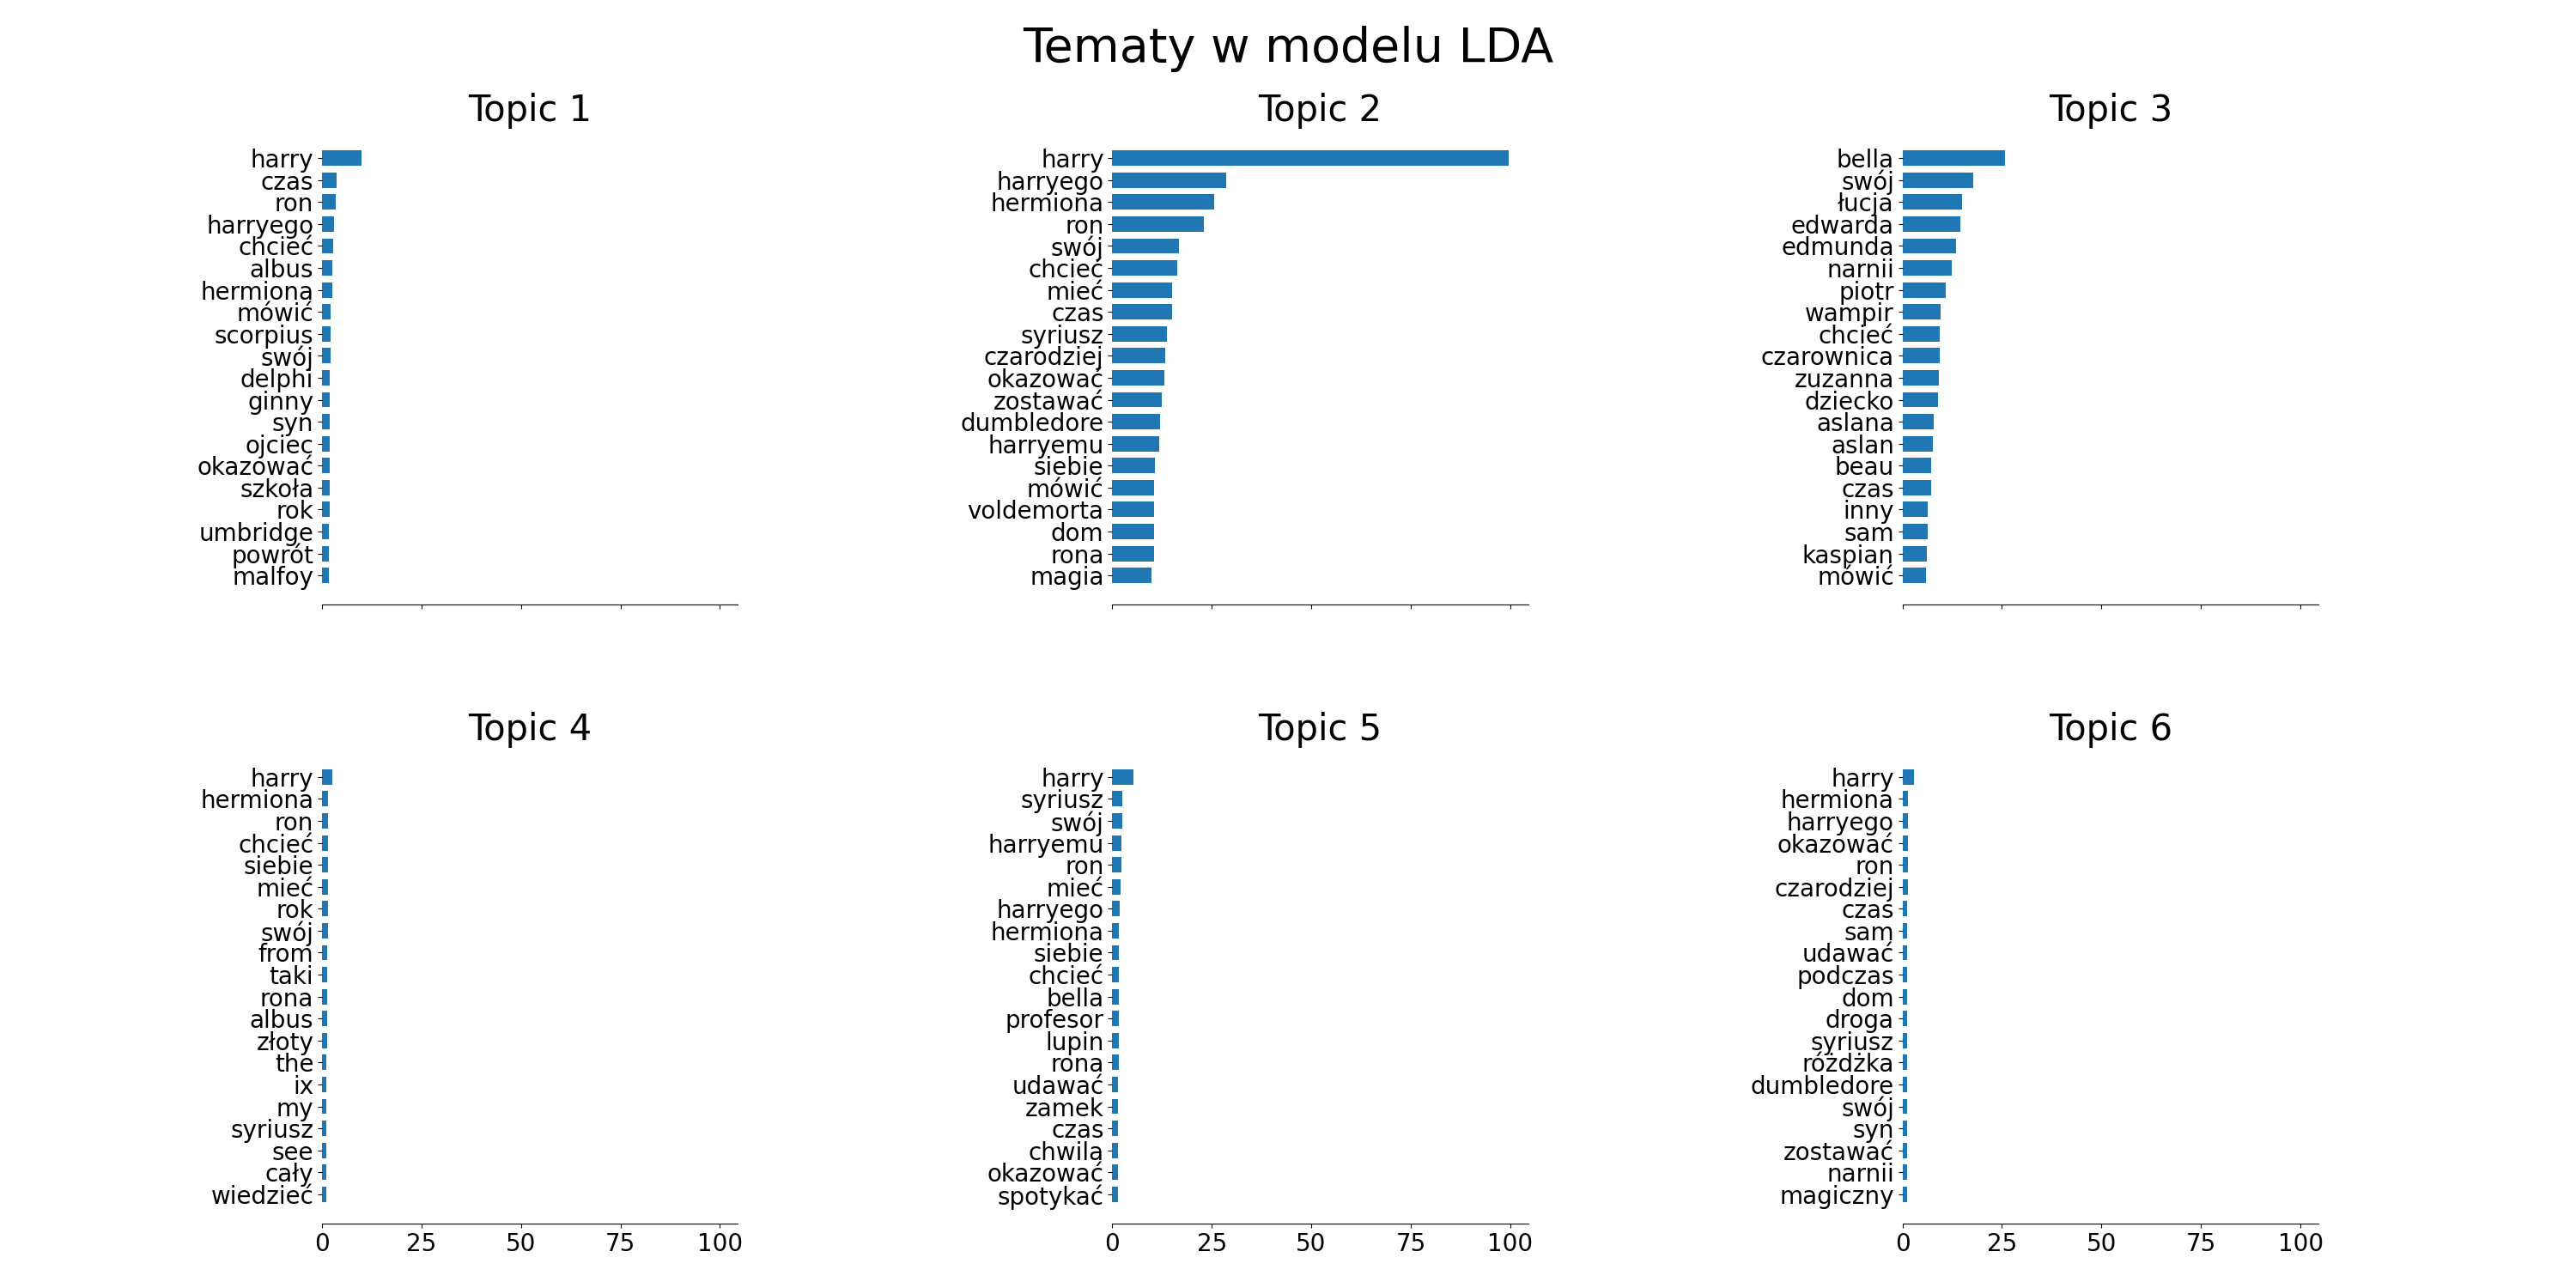 Tematy w modelu LDA
Topic 1
harry
czas
ron
harryego
chcieć
albus
hermiona
mówić
scorpius
swój
delphi
ginny
syn
ojciec
okazować
szkoła
rok
umbridge
powrót
malfoy
Topic 2
harry
harryego
hermiona
ron
swój
chcieć
mieć
czas
syriusz
czarodziej
okazować
zostawać
dumbledore
harryemu
siebie
mówić
voldemorta
dom
rona
magia
Topic 3
bella
swój
łucja
edwarda
edmunda
narnii
piotr
wampir
chcieć
czarownica
zuzanna
dziecko
aslana
aslan
beau
czas
inny
sam
kaspian
mówić
Topic 4
harry
hermiona
ron
chcieć
siebie
mieć
rok
swój
from
taki
rona
albus
złoty
the
ix
my
syriusz
see
cały
wiedzieć
0 25 50 75 100
Topic 5
harry
syriusz
swój
harryemu
ron
mieć
harryego
hermiona
siebie
chcieć
bella
profesor
lupin
rona
udawać
zamek
czas
chwila
okazować
spotykać
0 25 50 75 100
Topic 6
harry
hermiona
harryego
okazować
ron
czarodziej
czas
sam
udawać
podczas
dom
droga
syriusz
różdżka
dumbledore
swój
syn
zostawać
narnii
magiczny
0 25 50 75 100